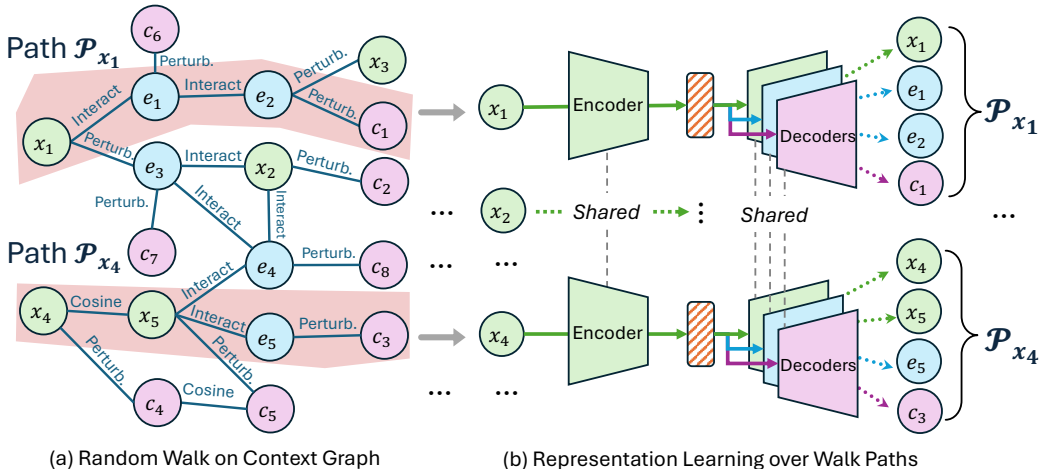 Path 𝒫x₁
c₆
Perturb.
x₃
Perturb.
Interact
e₁
Interact
e₂
Perturb.
c₁
x₁
Perturb.
e₃
Interact
x₂
Perturb.
c₂
Perturb.
Interact
Interact
c₇
Path 𝒫x₄
e₄
Perturb.
c₈
Interact
x₄
Cosine
x₅
Interact
e₅
Perturb.
c₃
Perturb.
Perturb.
c₄
Cosine
c₅
(a) Random Walk on Context Graph
x₁
Encoder
Decoders
x₁
e₁
e₂
c₁
𝒫x₁
...
...
x₂
Shared
⋮
Shared
...
...
...
x₄
Encoder
Decoders
x₄
x₅
e₅
c₃
𝒫x₄
...
...
(b) Representation Learning over Walk Paths